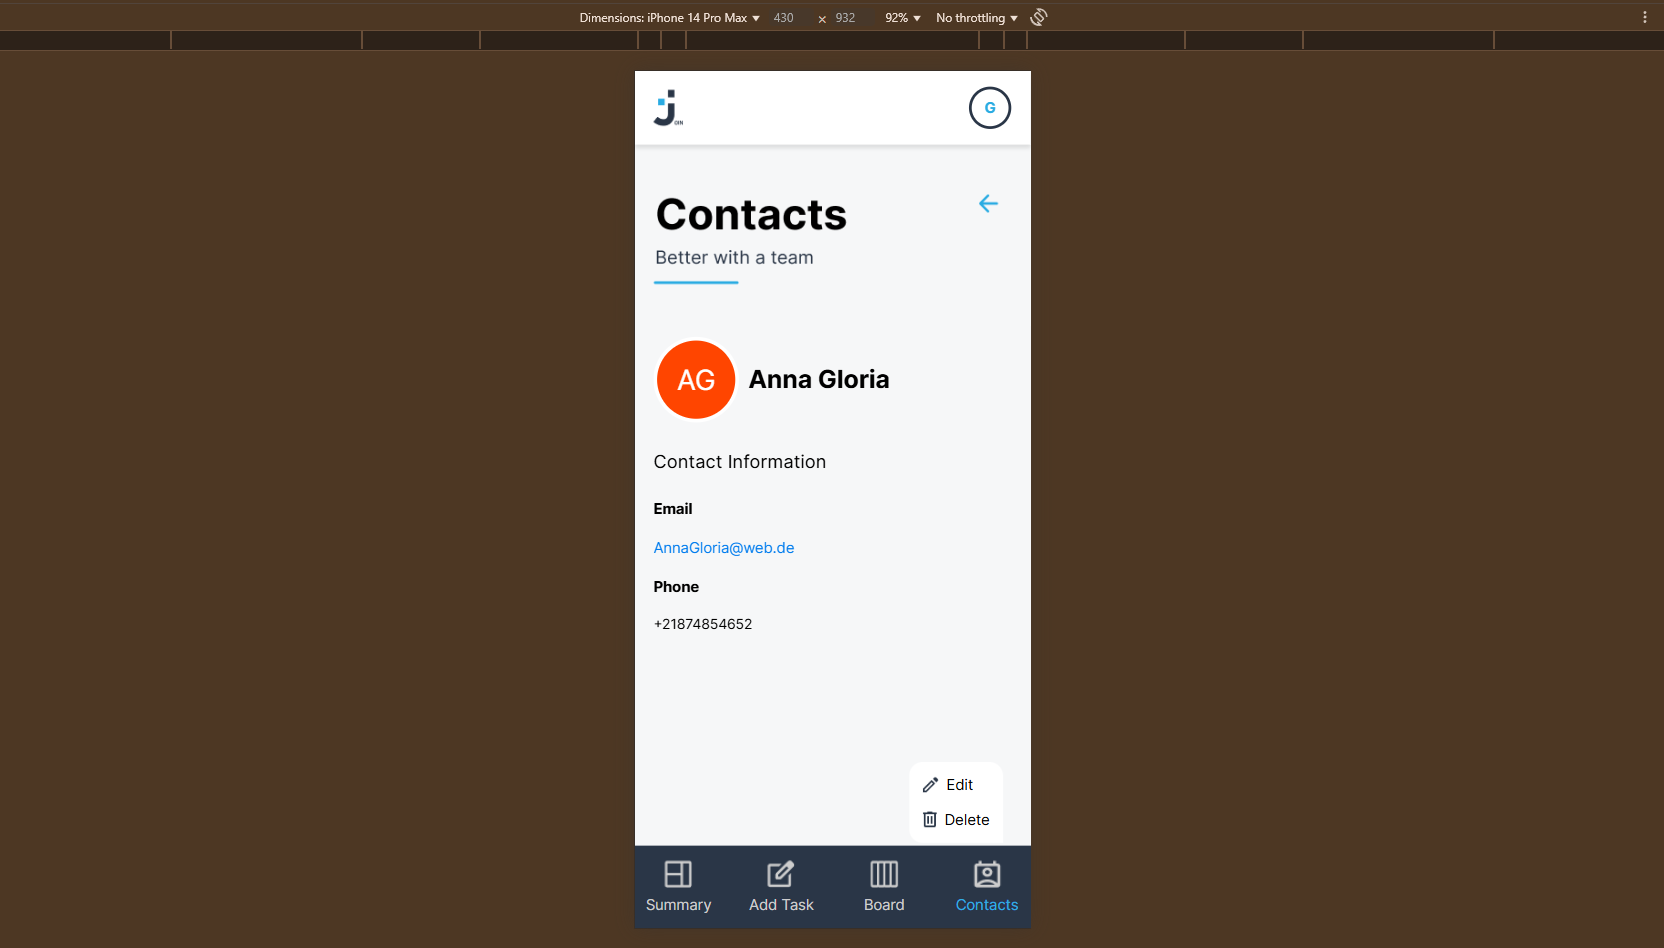 Dimensions: iPhone 14 Pro Max 430 × 932 92% No throttling
Join
G
Contacts
Better with a team
AG Anna Gloria
Contact Information
Email
AnnaGloria@web.de
Phone
+21874854652
Edit
Delete
Summary Add Task Board Contacts